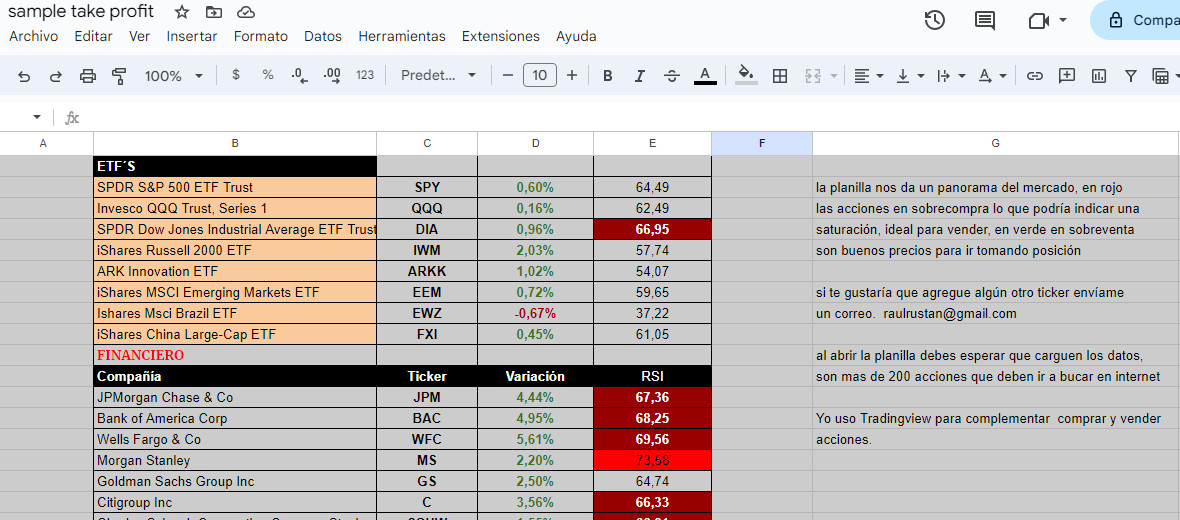 sample take profit
Archivo Editar Ver Insertar Formato Datos Herramientas Extensiones Ayuda
Compa
100% $ % .0 .00 123 Predet... − 10 + B I A
fx
A B C D E F G
ETF´S
SPDR S&P 500 ETF Trust SPY 0,60% 64,49 la planilla nos da un panorama del mercado, en rojo
Invesco QQQ Trust, Series 1 QQQ 0,16% 62,49 las acciones en sobrecompra lo que podría indicar una
SPDR Dow Jones Industrial Average ETF Trust DIA 0,96% 66,95 saturación, ideal para vender, en verde en sobreventa
iShares Russell 2000 ETF IWM 2,03% 57,74 son buenos precios para ir tomando posición
ARK Innovation ETF ARKK 1,02% 54,07
iShares MSCI Emerging Markets ETF EEM 0,72% 59,65 si te gustaría que agregue algún otro ticker envíame
Ishares Msci Brazil ETF EWZ -0,67% 37,22 un correo. raulrustan@gmail.com
iShares China Large-Cap ETF FXI 0,45% 61,05
FINANCIERO al abrir la planilla debes esperar que carguen los datos,
Compañía Ticker Variación RSI son mas de 200 acciones que deben ir a bucar en internet
JPMorgan Chase & Co JPM 4,44% 67,36
Bank of America Corp BAC 4,95% 68,25 Yo uso Tradingview para complementar comprar y vender
Wells Fargo & Co WFC 5,61% 69,56 acciones.
Morgan Stanley MS 2,20% 73,58
Goldman Sachs Group Inc GS 2,50% 64,74
Citigroup Inc C 3,56% 66,33